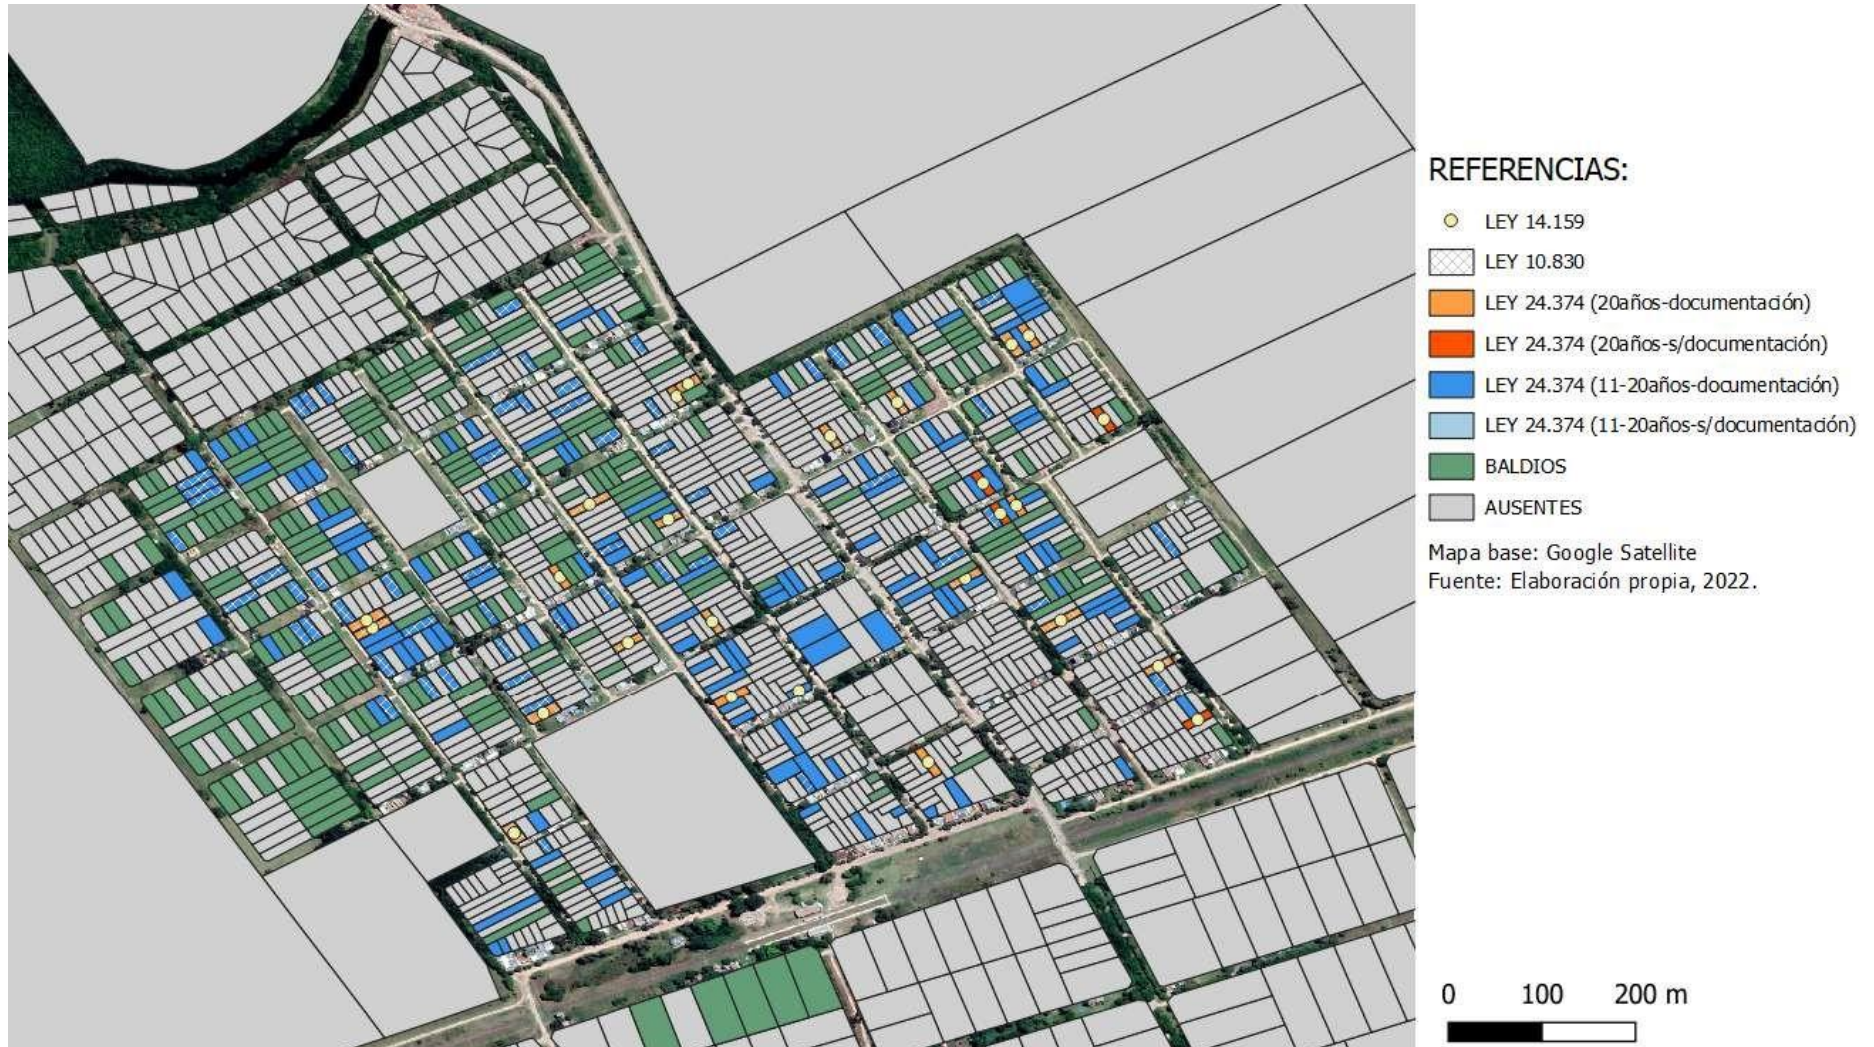 REFERENCIAS:
LEY 14.159
LEY 10.830
LEY 24.374 (20años-documentación)
LEY 24.374 (20años-s/documentación)
LEY 24.374 (11-20años-documentación)
LEY 24.374 (11-20años-s/documentación)
BALDIOS
AUSENTES
Mapa base: Google Satellite
Fuente: Elaboración propia, 2022.
0 100 200 m